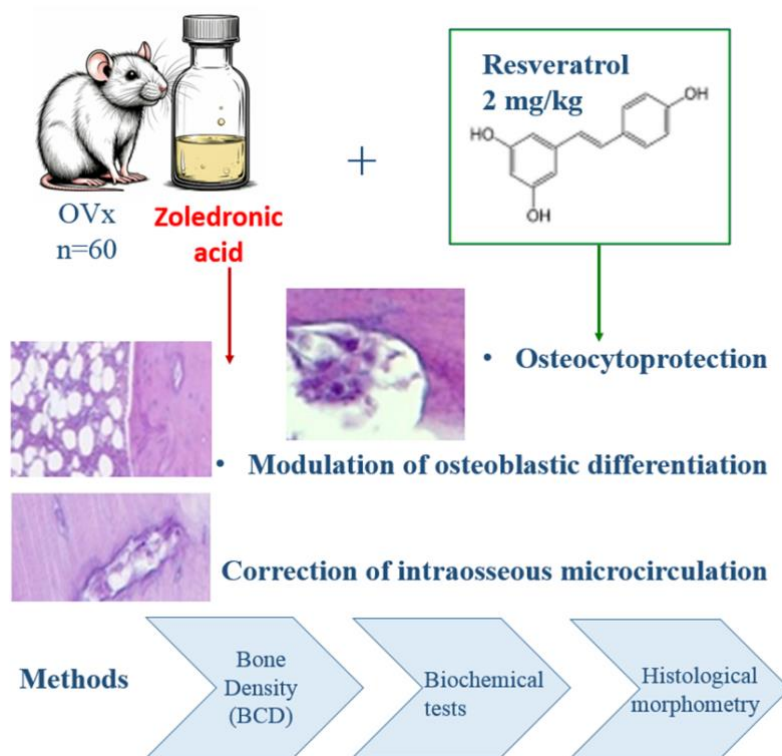 Resveratrol
2 mg/kg
OH
HO
OH
+
OVx
n=60
Zoledronic
acid
• Osteocytoprotection
• Modulation of osteoblastic differentiation
Correction of intraosseous microcirculation
Methods
Bone
Density
(BCD)
Biochemical
tests
Histological
morphometry